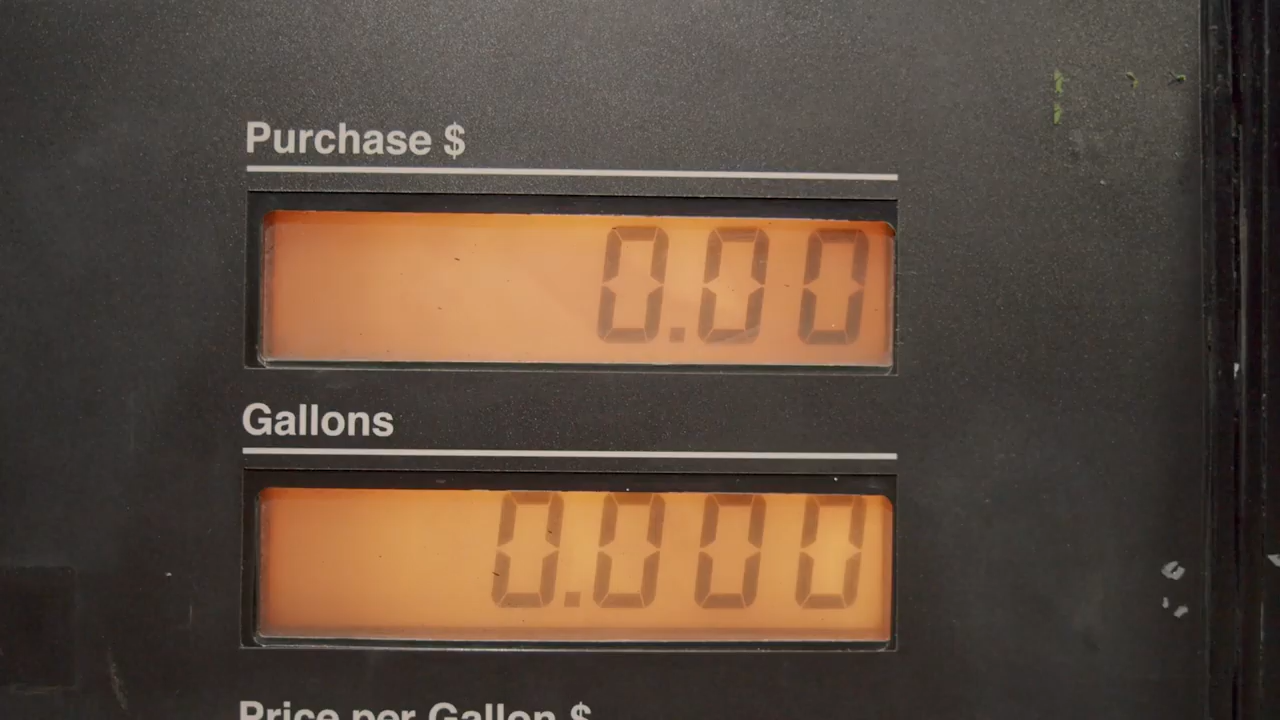 Purchase $
0.00
Gallons
0.000
Price per Gallon $